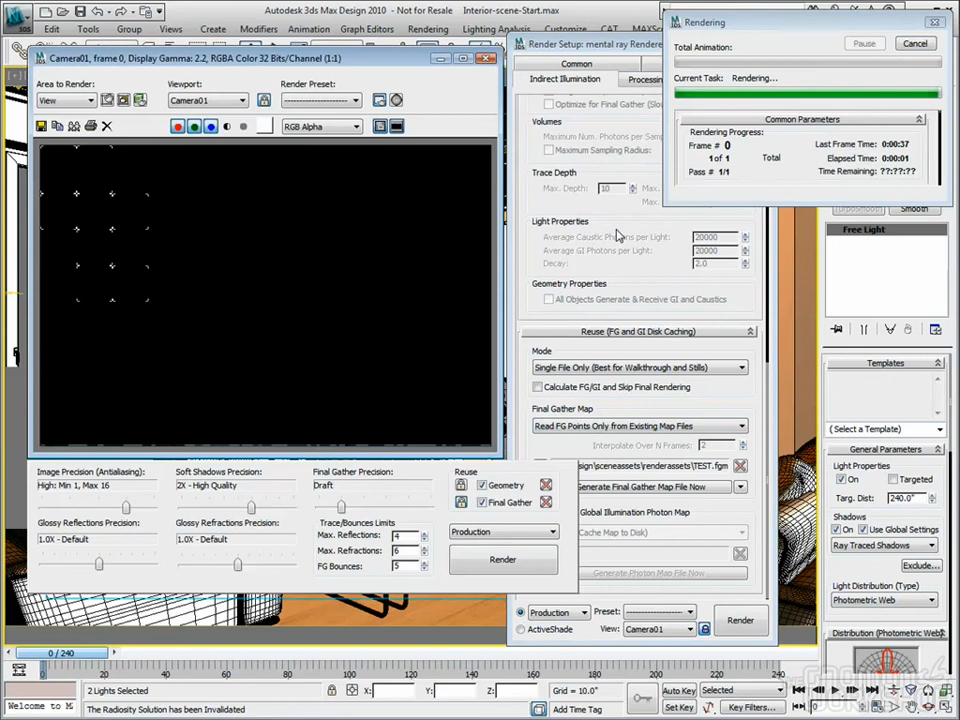 Autodesk 3ds Max Design 2010 - Not for Resale    Interior-scene-Start.max
Edit Tools Group Views Create Modifiers Animation Graph Editors Rendering Lighting Analysis Customize
Camera01, frame 0, Display Gamma: 2.2, RGBA Color 32 Bits/Channel (1:1)
Area to Render:
View
Viewport:
Camera01
Render Preset:
RGB Alpha
Render Setup: mental ray Rendere
Common
Indirect Illumination
Processin
Optimize for Final Gather (Slo
Volumes
Maximum Num. Photons per Samp
Maximum Sampling Radius:
Trace Depth
Max. Depth: 10 Max.
Max.
Light Properties
Average Caustic Photons per Light: 20000
Average GI Photons per Light: 20000
Decay: 2.0
Geometry Properties
All Objects Generate & Receive GI and Caustics
Reuse (FG and GI Disk Caching)
Mode
Single File Only (Best for Walkthrough and Stills)
Calculate FG/GI and Skip Final Rendering
Final Gather Map
Read FG Points Only from Existing Map Files
Interpolate Over N Frames: 2
sign\sceneassets\renderassets\TEST.fgm
Generate Final Gather Map File Now
Global Illumination Photon Map
Cache Map to Disk)
Generate Photon Map File Now
Production
Preset:
Render
ActiveShade
View: Camera01
Rendering
Total Animation:
Pause
Cancel
Current Task: Rendering...
Common Parameters
Rendering Progress:
Frame # 0
1 of 1 Total
Pass # 1/1
Last Frame Time: 0:00:37
Elapsed Time: 0:00:01
Time Remaining: ??:??:??
Smooth
Free Light
Templates
(Select a Template)
General Parameters
Light Properties
On Targeted
Targ. Dist: 240.0"
Shadows
On Use Global Settings
Ray Traced Shadows
Exclude...
Light Distribution (Type)
Photometric Web
Distribution (Photometric Web)
Image Precision (Antialiasing):
High: Min 1, Max 16
Soft Shadows Precision:
2X - High Quality
Final Gather Precision:
Draft
Reuse
Geometry
Final Gather
Glossy Reflections Precision:
1.0X - Default
Glossy Refractions Precision:
1.0X - Default
Trace/Bounces Limits
Max. Reflections: 4
Max. Refractions: 6
FG Bounces: 5
Production
Render
0 / 240
100 120 140 160 180 200 220 240
2 Lights Selected
X: Y: Z:
Grid = 10.0"
Auto Key
Selected
Welcome to M
The Radiosity Solution has been Invalidated
Add Time Tag
Set Key
Key Filters...